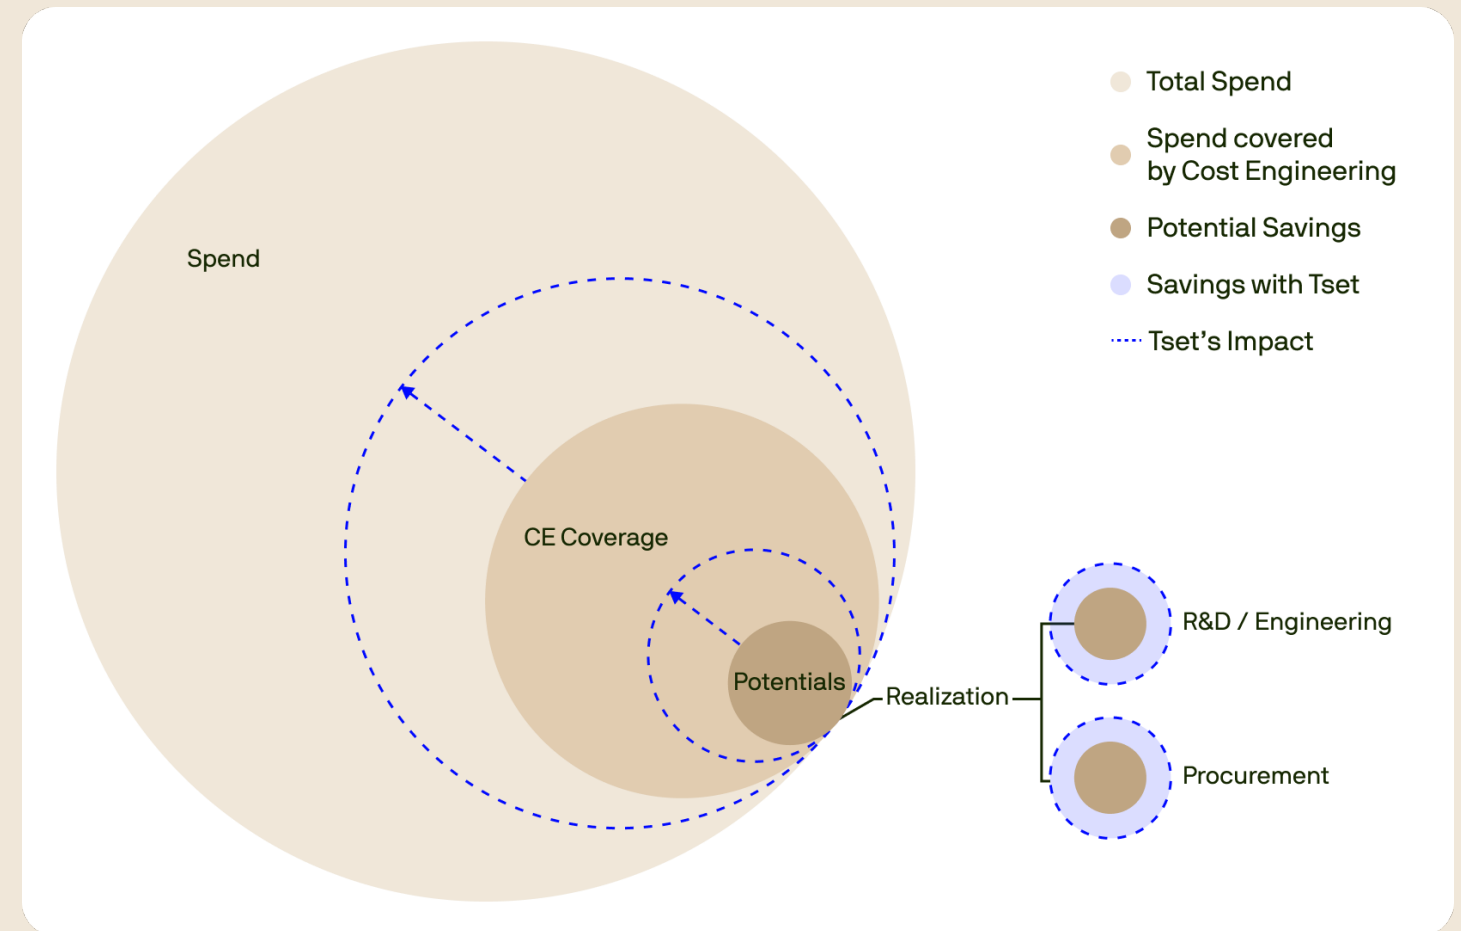 Total Spend
Spend covered
by Cost Engineering
Potential Savings
Savings with Tset
Tset’s Impact
Spend
CE Coverage
Potentials
Realization
R&D / Engineering
Procurement